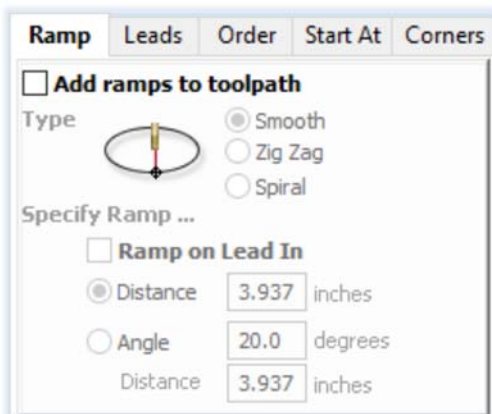 Ramp Leads Order Start At Corners
Add ramps to toolpath
Type
Smooth
Zig Zag
Spiral
Specify Ramp ...
Ramp on Lead In
Distance 3.937 inches
Angle 20.0 degrees
Distance 3.937 inches